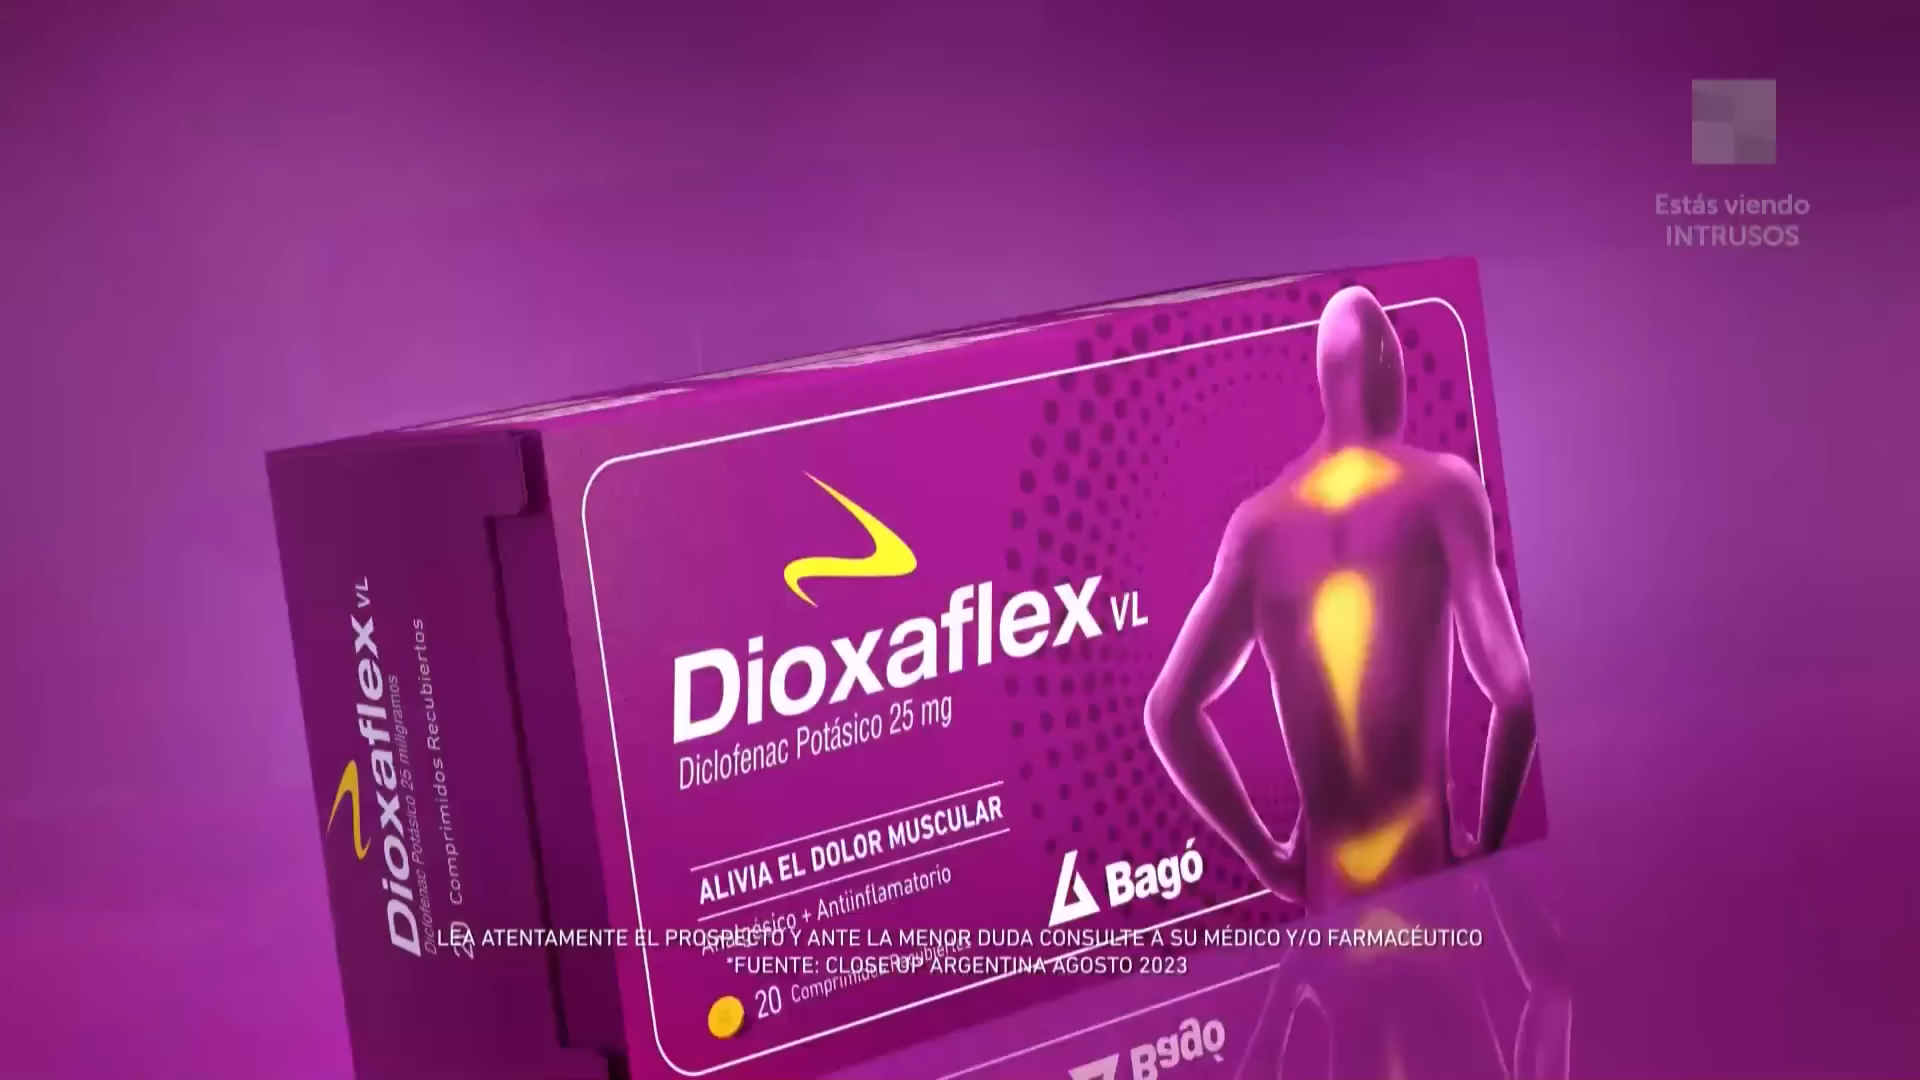 Estás viendo
INTRUSOS
Dioxaflex VL
Diclofenac Potásico 25 mg
ALIVIA EL DOLOR MUSCULAR
Analgésico + Antiinflamatorio
20 Comprimidos Recubiertos
Bagó
Dioxaflex VL
Diclofenac Potásico 25 miligramos
20 Comprimidos Recubiertos
LEA ATENTAMENTE EL PROSPECTO Y ANTE LA MENOR DUDA CONSULTE A SU MÉDICO Y/O FARMACÉUTICO
*FUENTE: CLOSE UP ARGENTINA AGOSTO 2023
Bagó